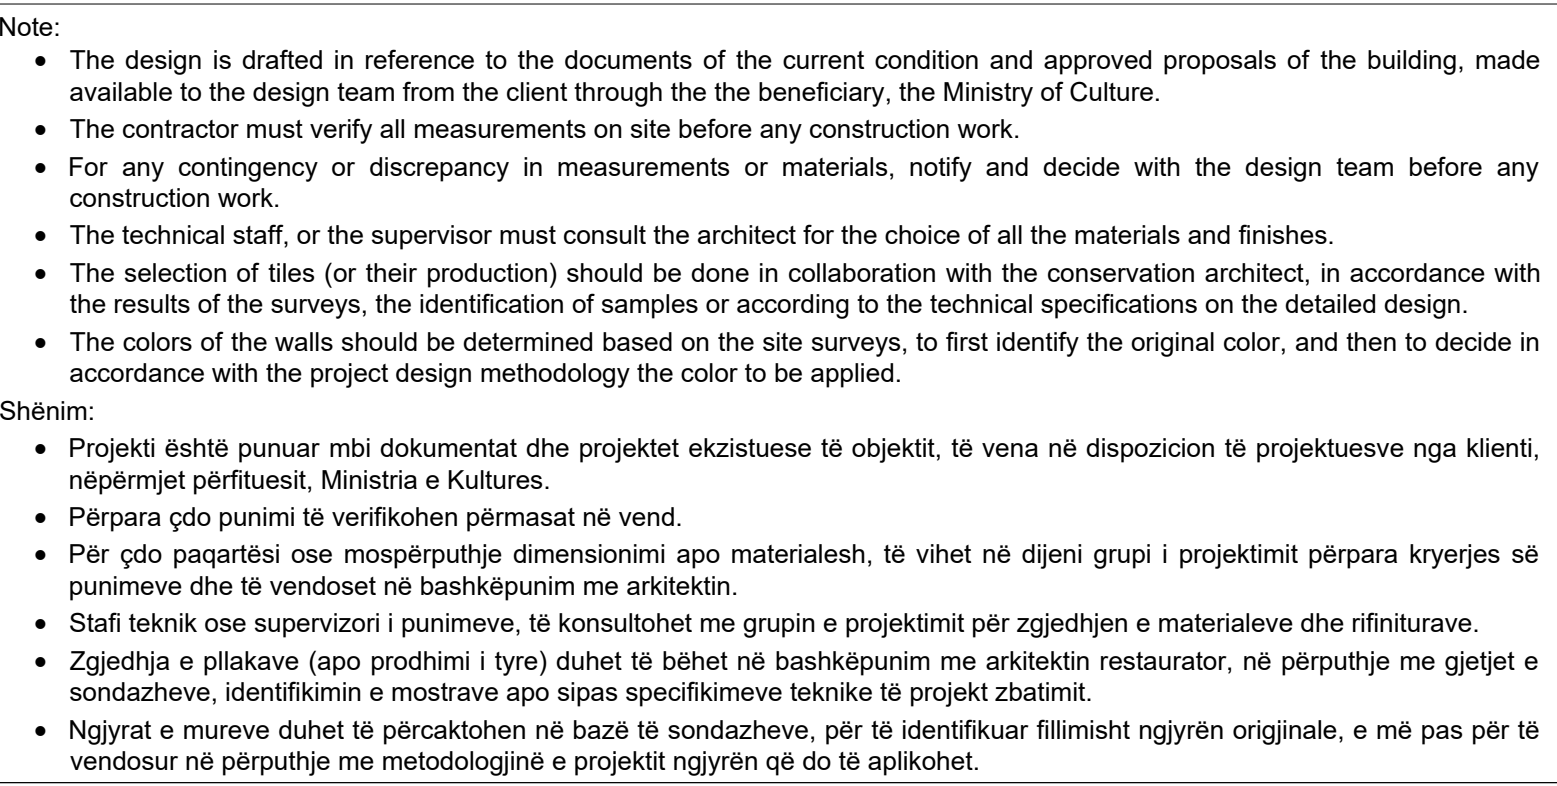 Note:
• The design is drafted in reference to the documents of the current condition and approved proposals of the building, made
available to the design team from the client through the the beneficiary, the Ministry of Culture.
• The contractor must verify all measurements on site before any construction work.
• For any contingency or discrepancy in measurements or materials, notify and decide with the design team before any
construction work.
• The technical staff, or the supervisor must consult the architect for the choice of all the materials and finishes.
• The selection of tiles (or their production) should be done in collaboration with the conservation architect, in accordance with
the results of the surveys, the identification of samples or according to the technical specifications on the detailed design.
• The colors of the walls should be determined based on the site surveys, to first identify the original color, and then to decide in
accordance with the project design methodology the color to be applied.
Shënim:
• Projekti është punuar mbi dokumentat dhe projektet ekzistuese të objektit, të vena në dispozicion të projektuesve nga klienti,
nëpërmjet përfituesit, Ministria e Kultures.
• Përpara çdo punimi të verifikohen përmasat në vend.
• Për çdo paqartësi ose mospërputhje dimensionimi apo materialesh, të vihet në dijeni grupi i projektimit përpara kryerjes së
punimeve dhe të vendoset në bashkëpunim me arkitektin.
• Stafi teknik ose supervizori i punimeve, të konsultohet me grupin e projektimit për zgjedhjen e materialeve dhe rifiniturave.
• Zgjedhja e pllakave (apo prodhimi i tyre) duhet të bëhet në bashkëpunim me arkitektin restaurator, në përputhje me gjetjet e
sondazheve, identifikimin e mostrave apo sipas specifikimeve teknike të projekt zbatimit.
• Ngjyrat e mureve duhet të përcaktohen në bazë të sondazheve, për të identifikuar fillimisht ngjyrën origjinale, e më pas për të
vendosur në përputhje me metodologjinë e projektit ngjyrën që do të aplikohet.